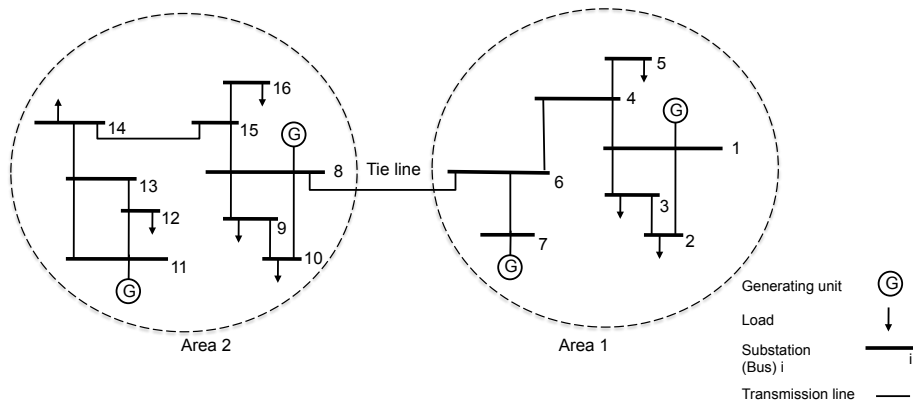 16
5
14
15
G
4
G
8
Tie line
1
13
6
12
9
3
7
2
11
10
G
G
Generating unit
G
Load
Area 2
Area 1
Substation
(Bus) i
i
Transmission line